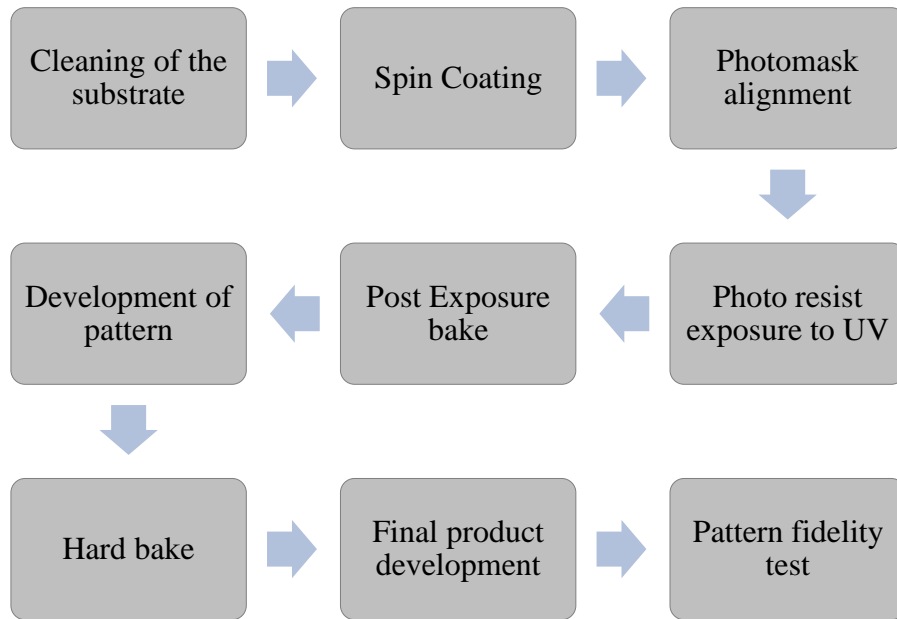 Cleaning of the
substrate
Spin Coating
Photomask
alignment
Photo resist
exposure to UV
Post Exposure
bake
Development of
pattern
Hard bake
Final product
development
Pattern fidelity
test